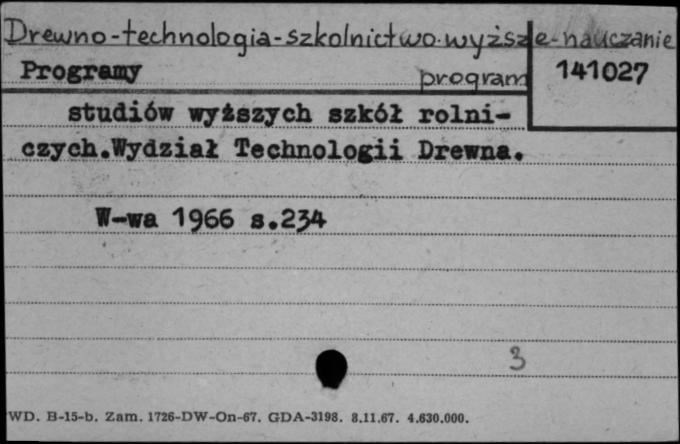 Drewno-technologia-szkolnictwo wyższe-nauczanie
Programy program 141027
studiów wyższych szkół rolni-
czych.Wydział Technologii Drewna.
W-wa 1966 s.234
3
WD. B-15-b. Zam. 1726-DW-On-67. GDA-3198. 8.11.67. 4.630.000.